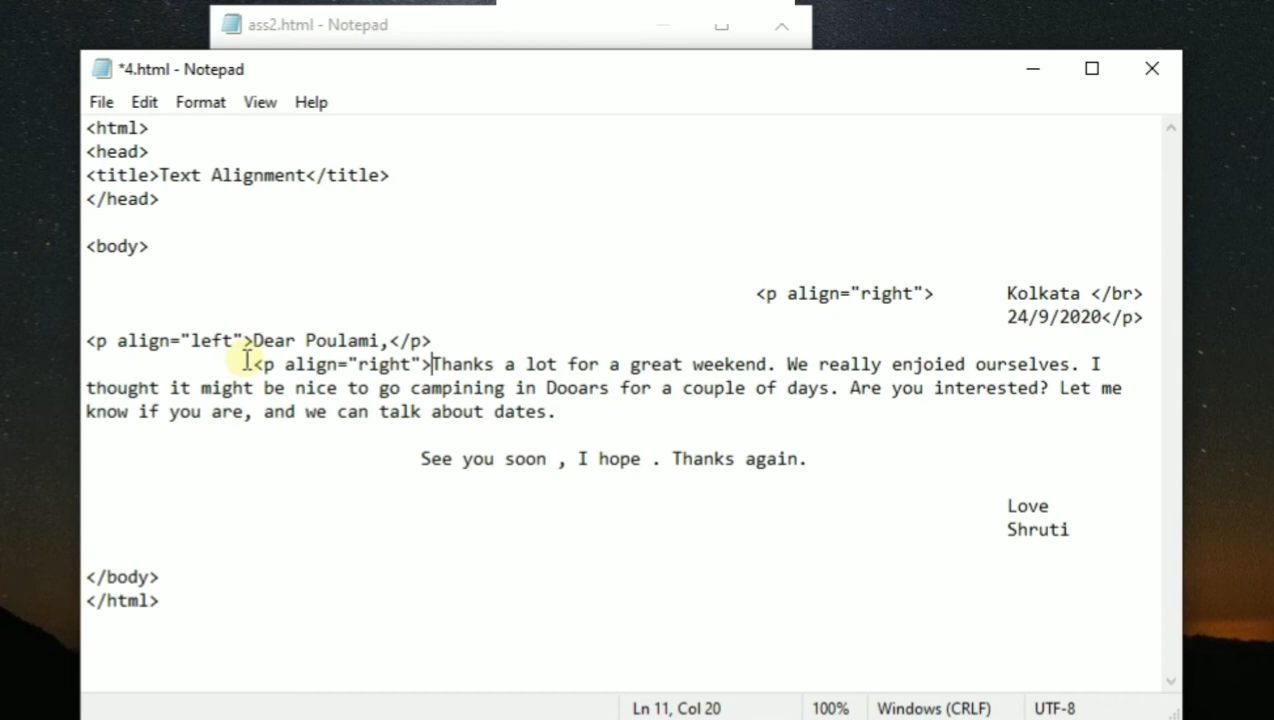 ass2.html - Notepad
*4.html - Notepad
File Edit Format View Help
<html>
<head>
<title>Text Alignment</title>
</head>
<body>
<p align="right"> Kolkata </br>
24/9/2020</p>
<p align="left">Dear Poulami,</p>
<p align="right">Thanks a lot for a great weekend. We really enjoied ourselves. I
thought it might be nice to go campining in Dooars for a couple of days. Are you interested? Let me
know if you are, and we can talk about dates.
See you soon , I hope . Thanks again.
Love
Shruti
</body>
</html>
Ln 11, Col 20 100% Windows (CRLF) UTF-8